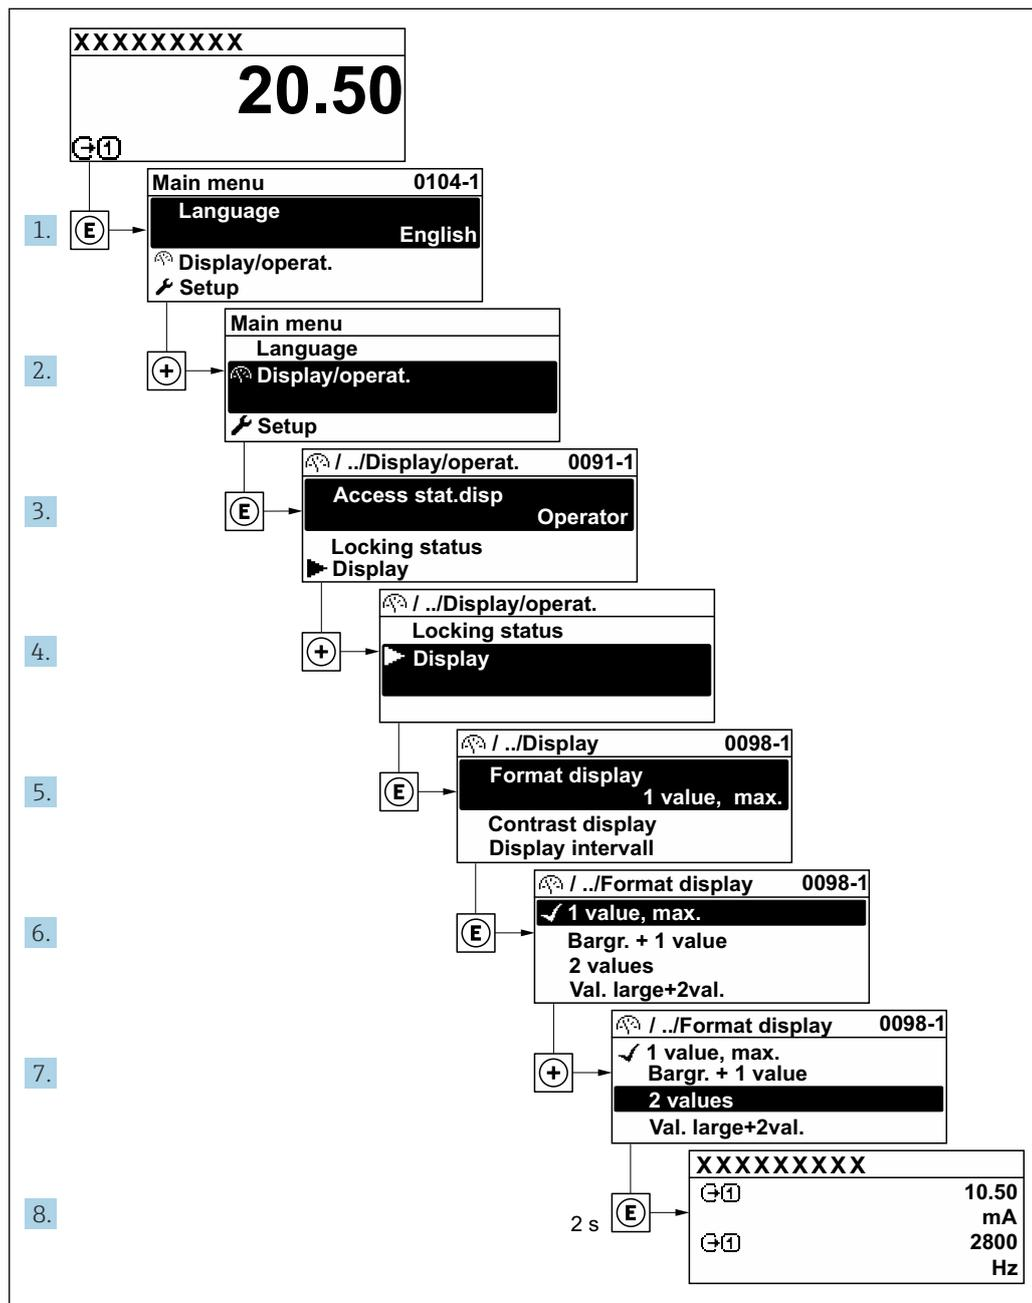 XXXXXXXXX
20.50
1
Main menu 0104-1
1. E Language
English
Display/operat.
Setup
Main menu
Language
2. + Display/operat.
Setup
/ ../Display/operat. 0091-1
Access stat.disp
3. E Operator
Locking status
Display
/ ../Display/operat.
Locking status
4. + Display
/ ../Display 0098-1
Format display
5. E 1 value, max.
Contrast display
Display intervall
/ ../Format display 0098-1
1 value, max.
6. E Bargr. + 1 value
2 values
Val. large+2val.
/ ../Format display 0098-1
1 value, max.
7. + Bargr. + 1 value
2 values
Val. large+2val.
XXXXXXXXX
1 10.50
8. 2 s E mA
1 2800
Hz